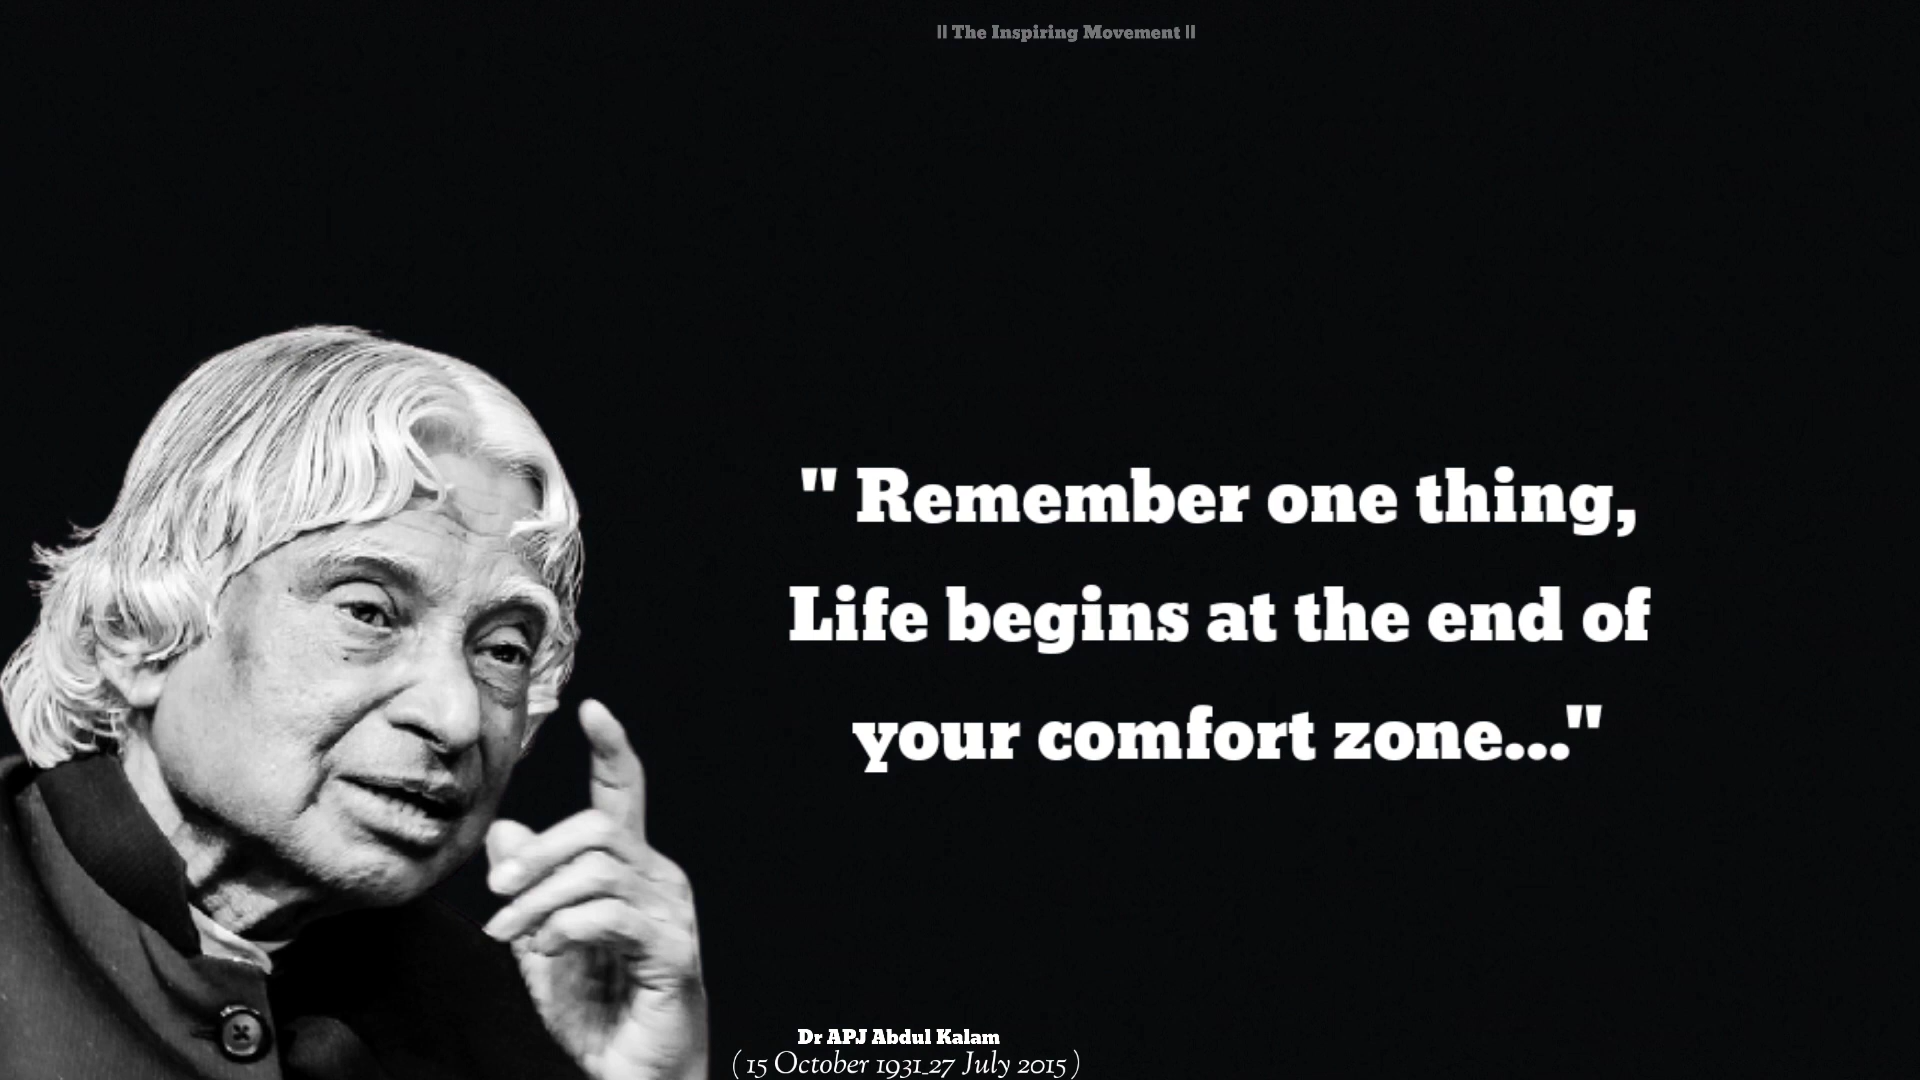 || The Inspiring Movement ||
" Remember one thing,
Life begins at the end of
your comfort zone..."
Dr APJ Abdul Kalam
( 15 October 1931_27 July 2015 )